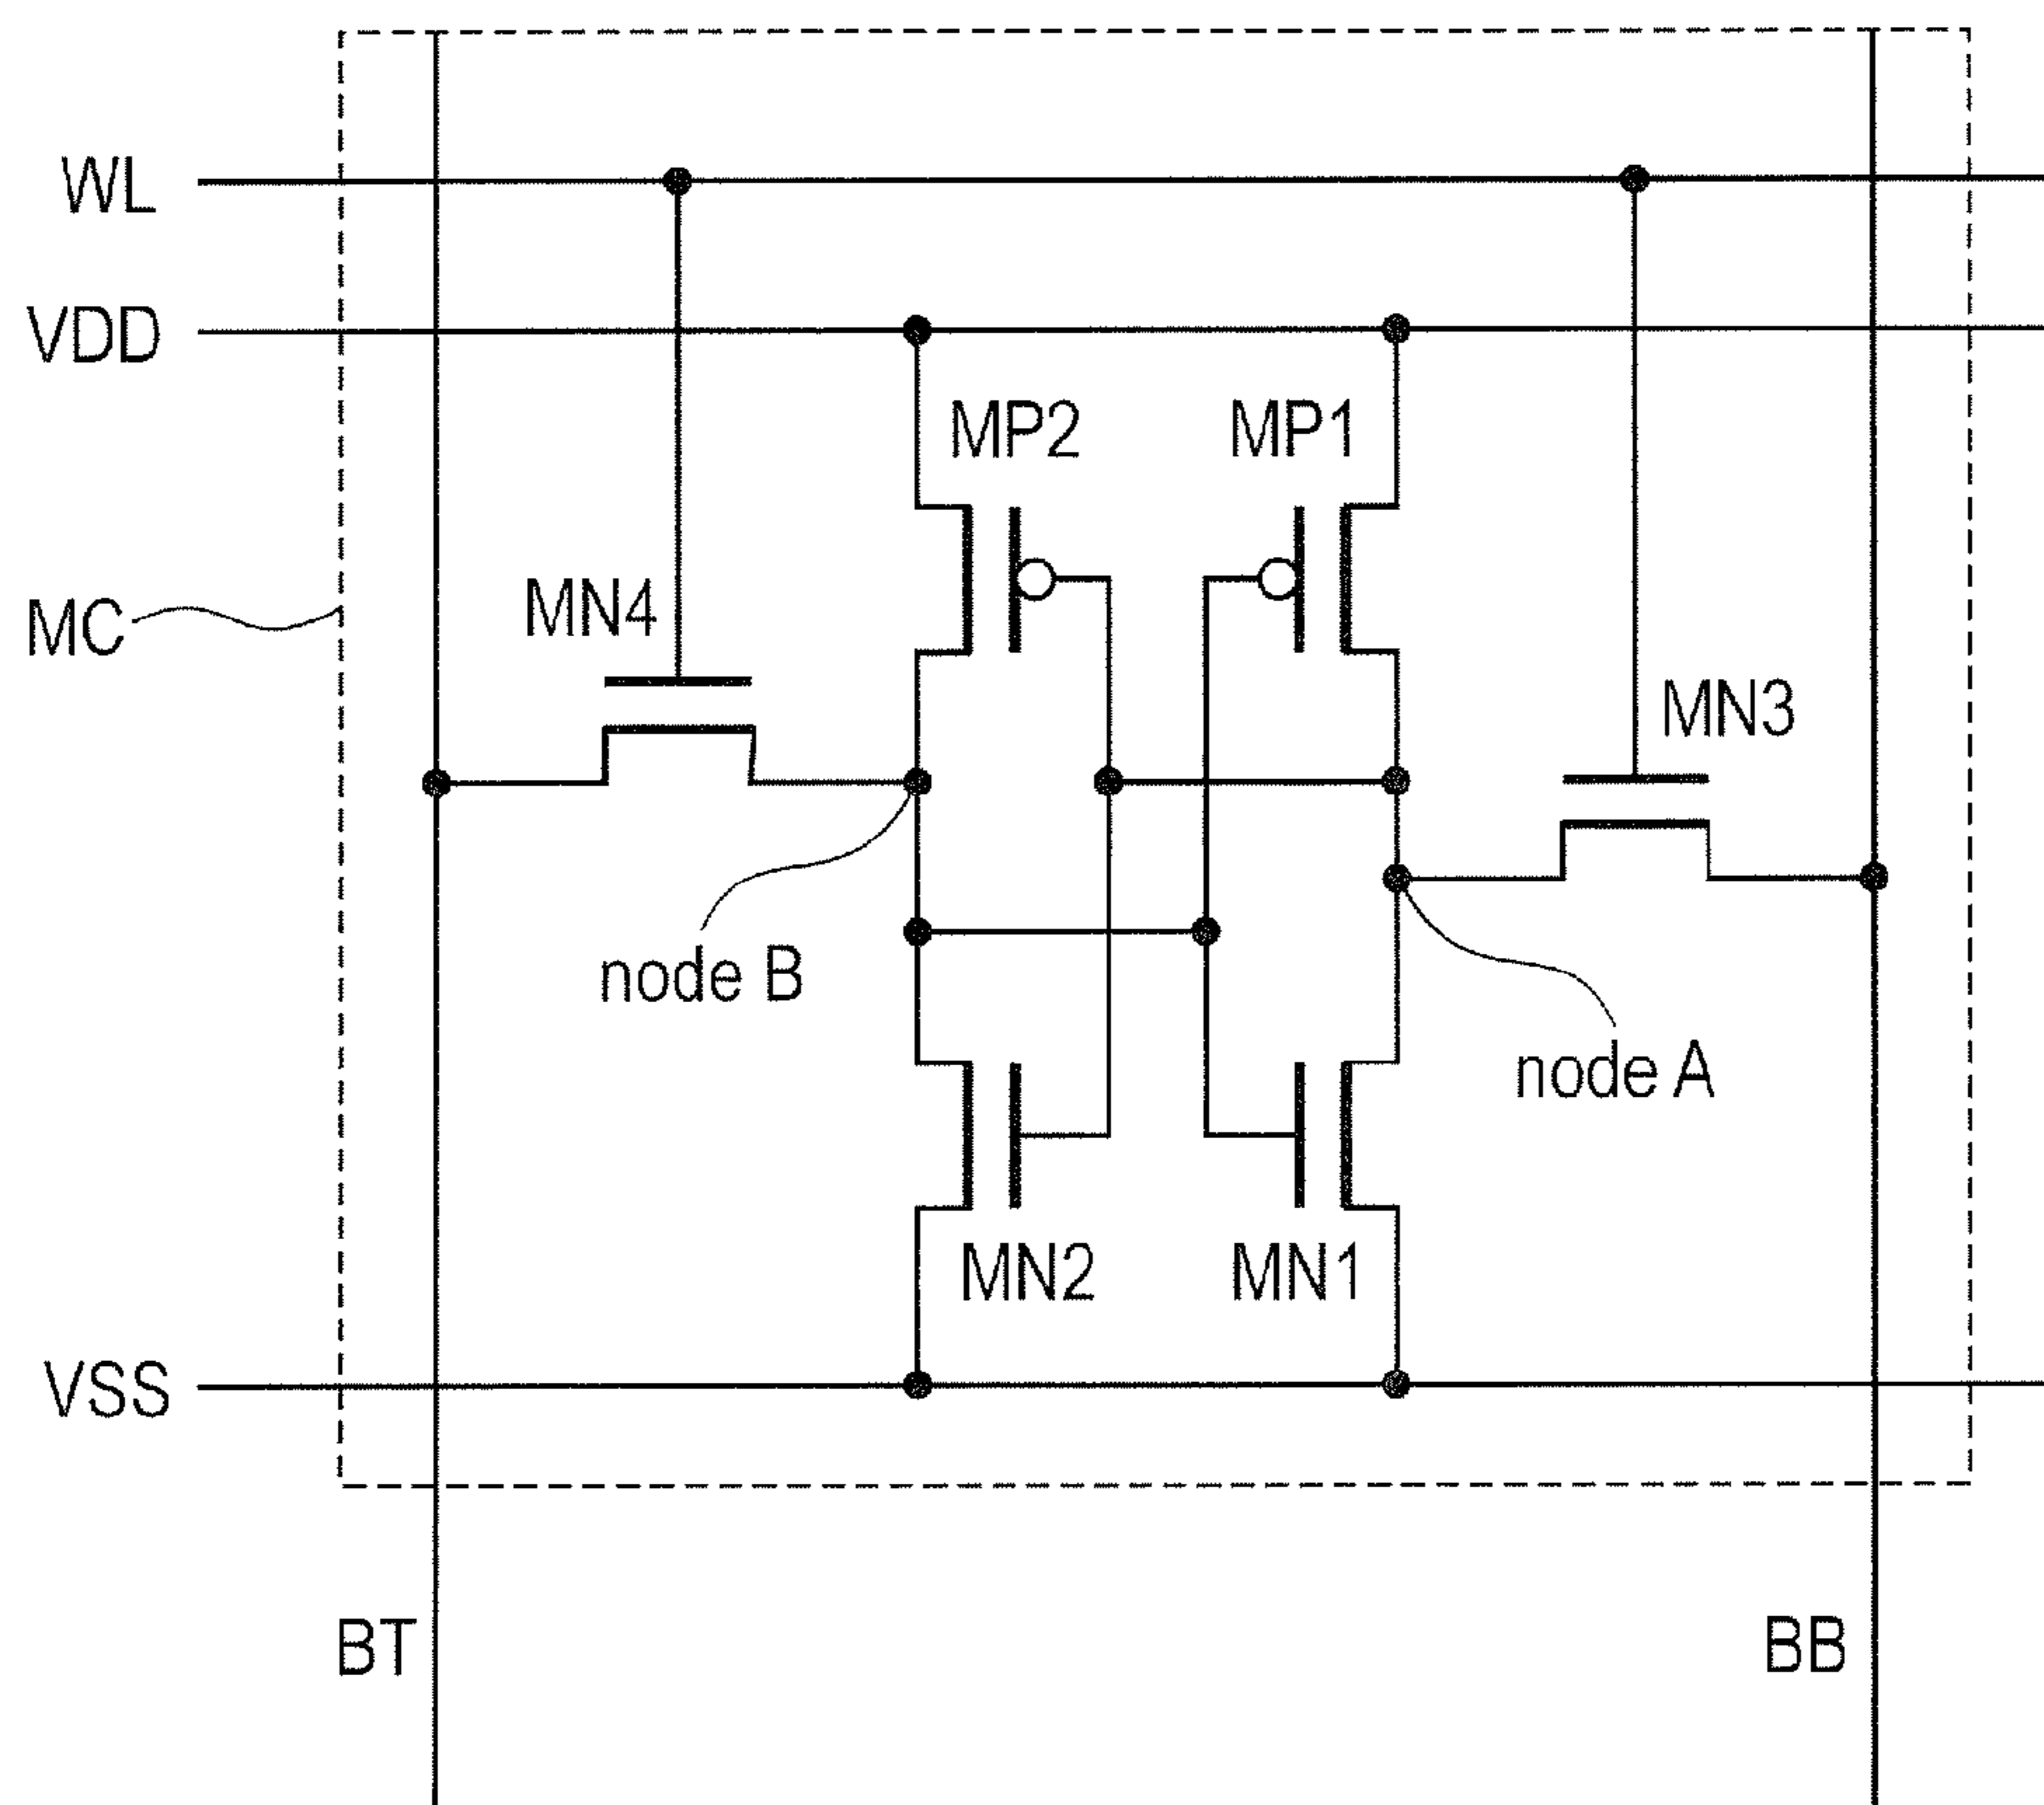 WL
VDD
MP2
MP1
MC
MN4
MN3
node B
node A
MN2
MN1
VSS
BT
BB